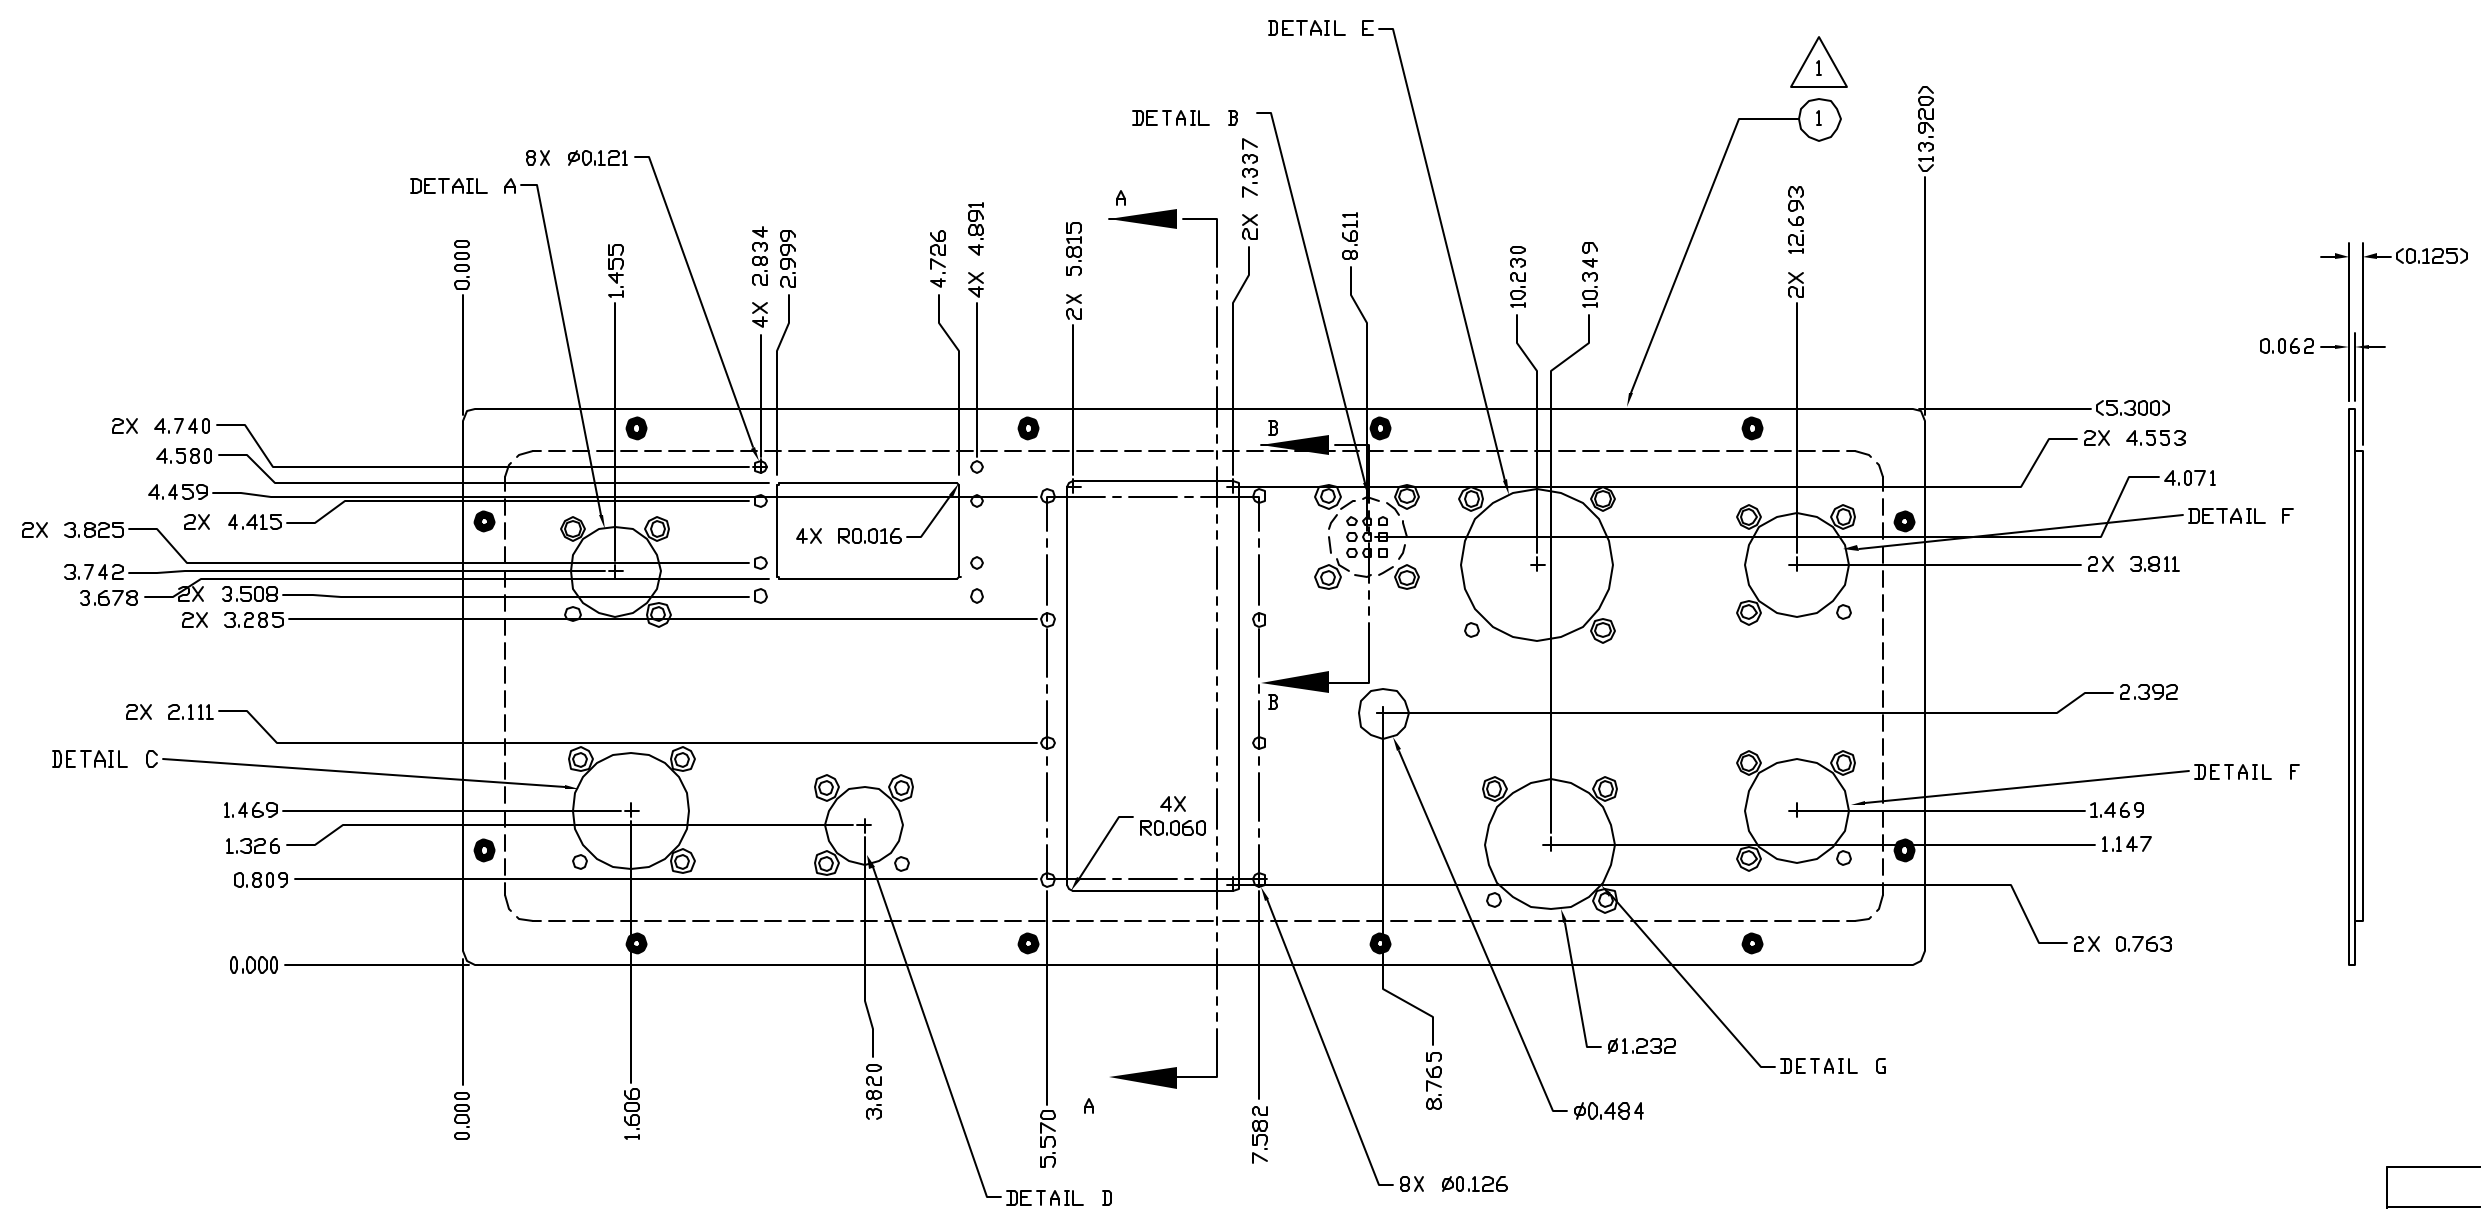 DETAIL E
1
DETAIL B
1
(13.920)
8X Ø0.121
DETAIL A
A
2X 7.337
0.000
1.455
4X 2.834
2.999
4.726
4X 4.891
2X 5.815
8.611
10.230
10.349
2X 12.693
(0.125)
0.062
(5.300)
2X 4.740
B
2X 4.553
4.580
4.071
4.459
2X 4.415
DETAIL F
2X 3.825
4X R0.016
3.742
2X 3.811
3.678
2X 3.508
2X 3.285
2.392
B
2X 2.111
DETAIL C
DETAIL F
4X
R0.060
1.469
1.469
1.326
1.147
0.809
2X 0.763
0.000
Ø1.232
DETAIL G
0.000
1.606
3.820
A
5.570
7.582
8.765
Ø0.484
8X Ø0.126
DETAIL D